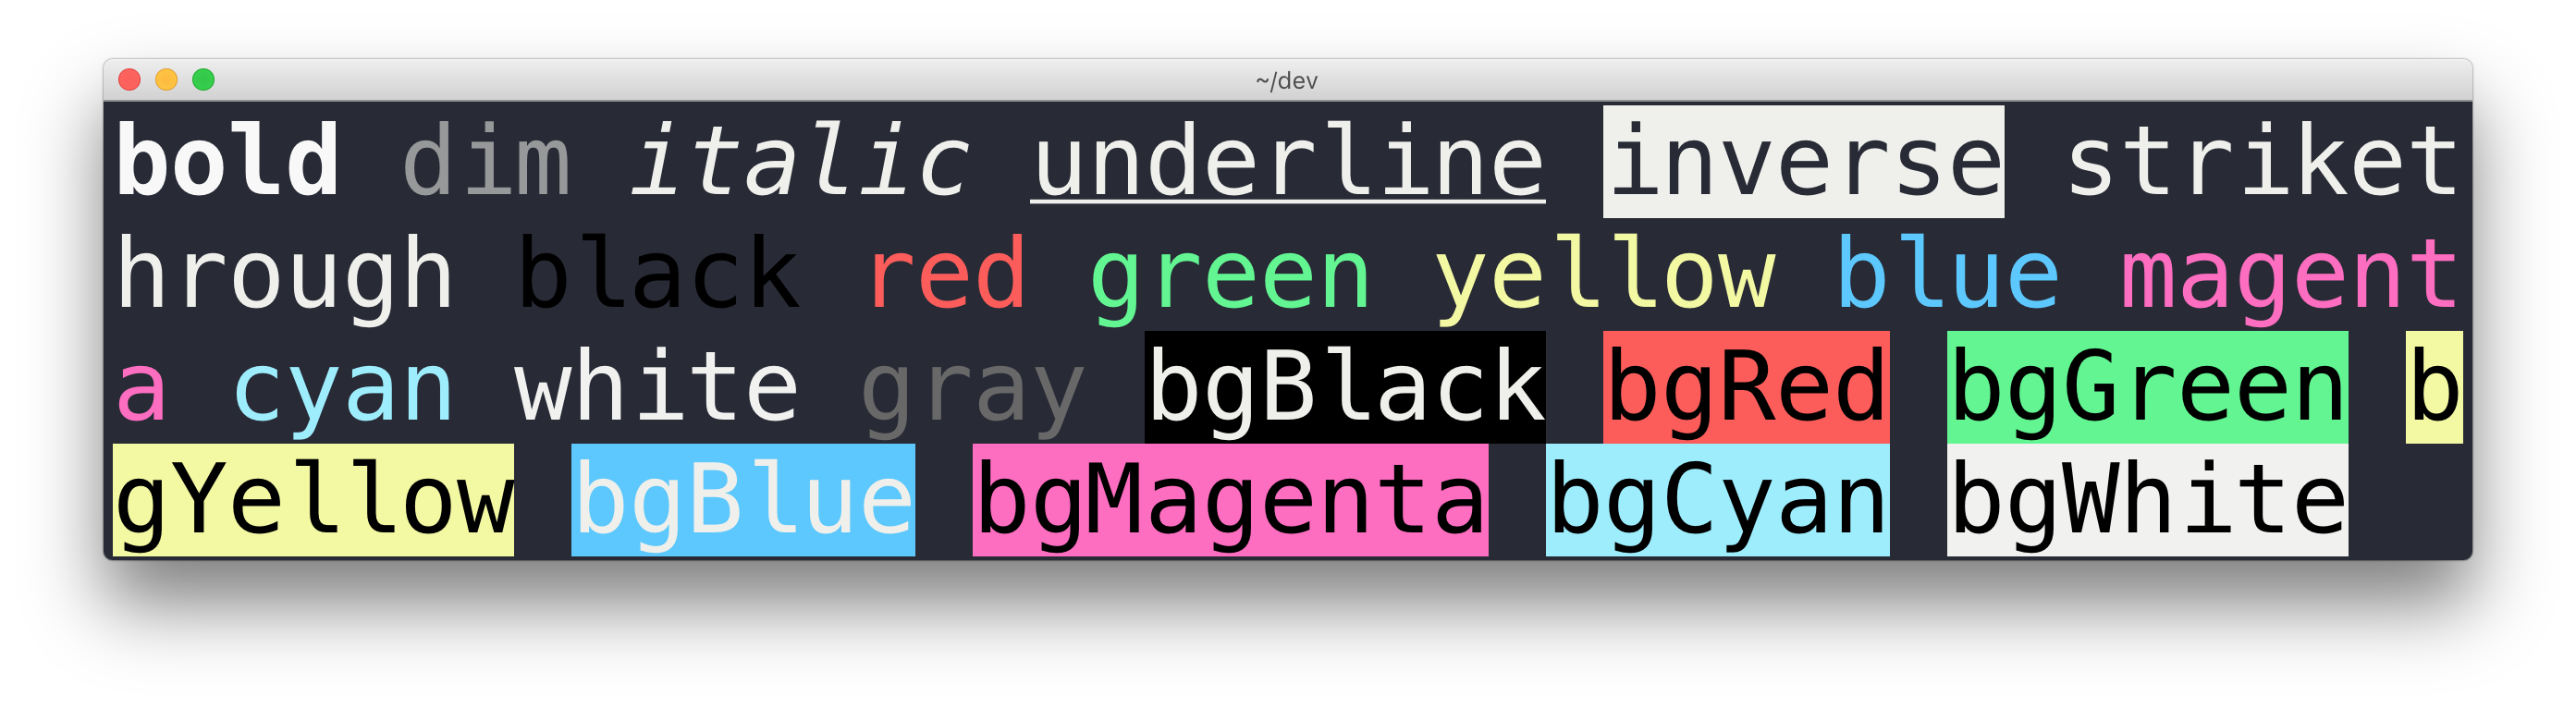 ~/dev
bold dim italic underline inverse striket
hrough black red green yellow blue magent
a cyan white gray bgBlack bgRed bgGreen b
gYellow bgBlue bgMagenta bgCyan bgWhite